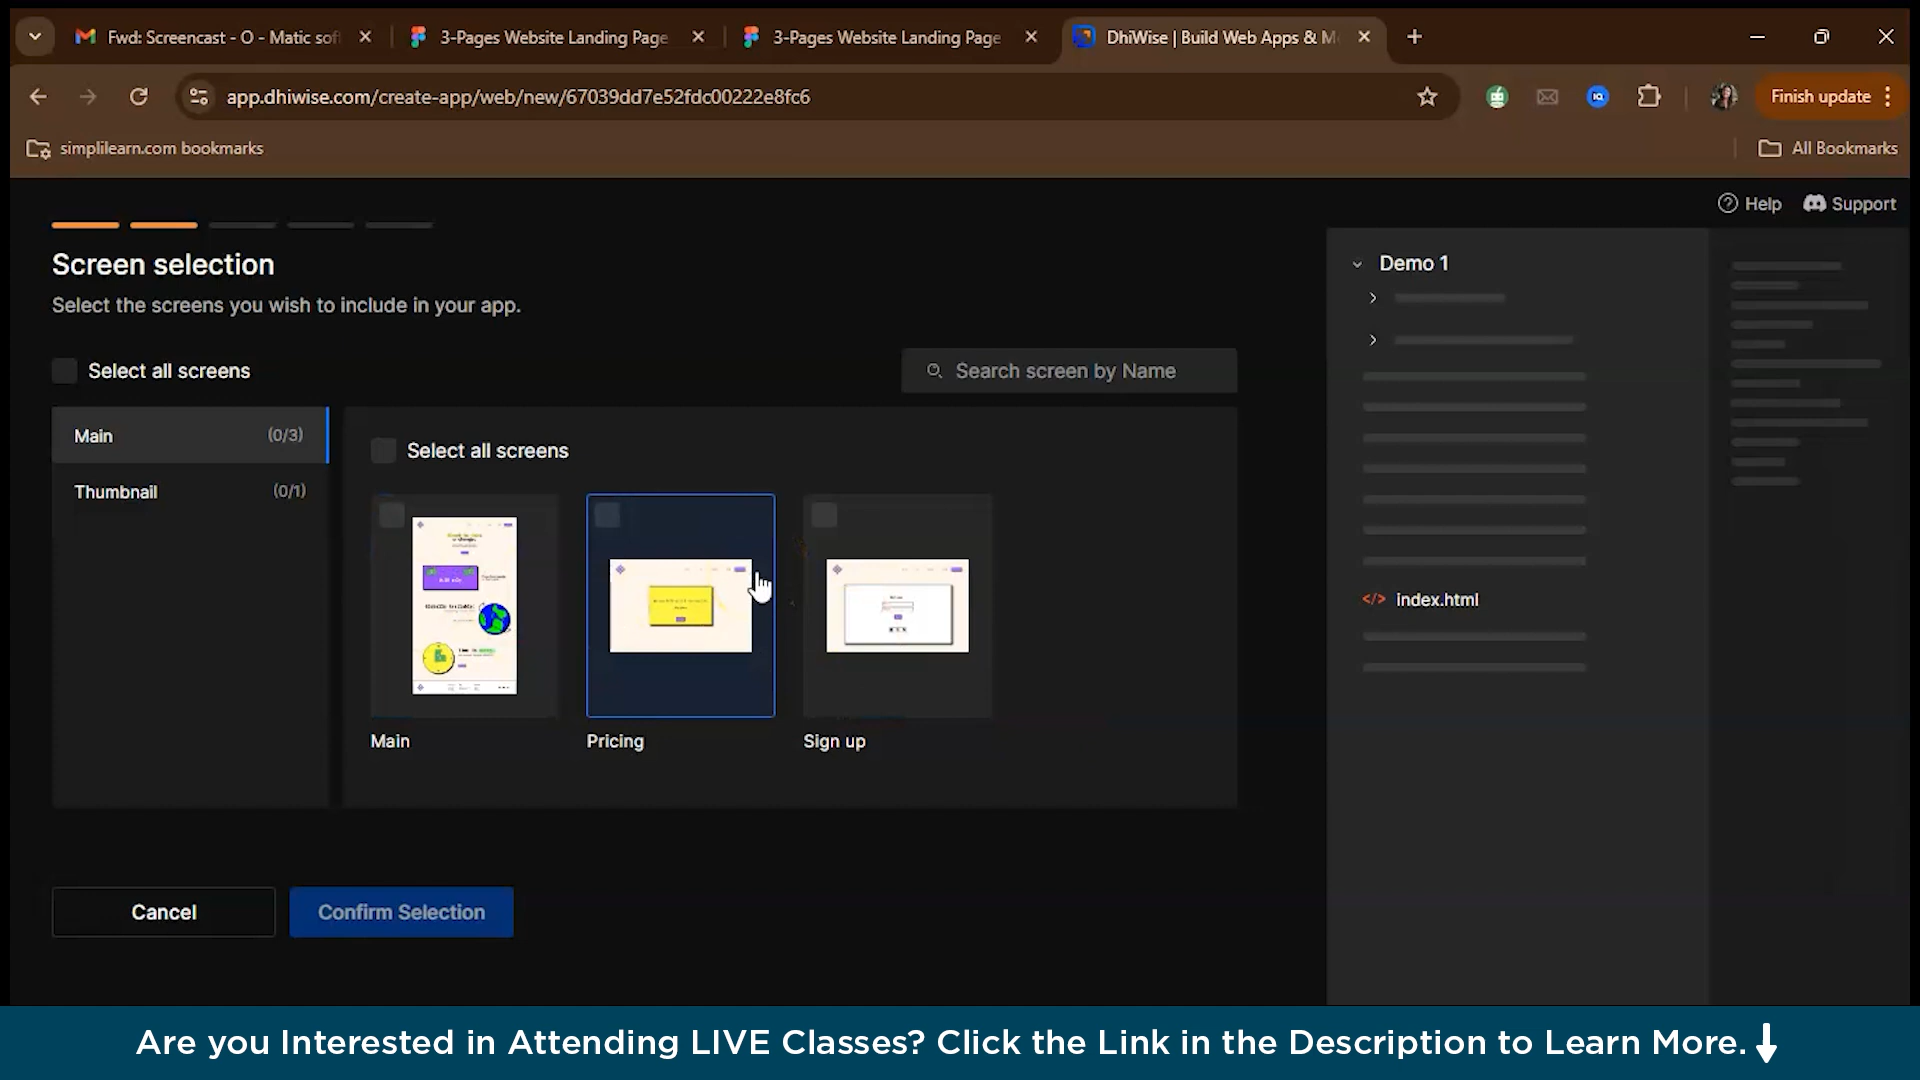 Fwd: Screencast - O - Matic sof
3-Pages Website Landing Page
3-Pages Website Landing Page
DhiWise | Build Web Apps & M
app.dhiwise.com/create-app/web/new/67039dd7e52fdc00222e8fc6
Finish update
simplilearn.com bookmarks
All Bookmarks
Help
Support
Screen selection
Select the screens you wish to include in your app.
Select all screens
Search screen by Name
Main
(0/3)
Thumbnail
(0/1)
Select all screens
Main
Pricing
Sign up
Cancel
Confirm Selection
Demo 1
</> index.html
Are you Interested in Attending LIVE Classes? Click the Link in the Description to Learn More.